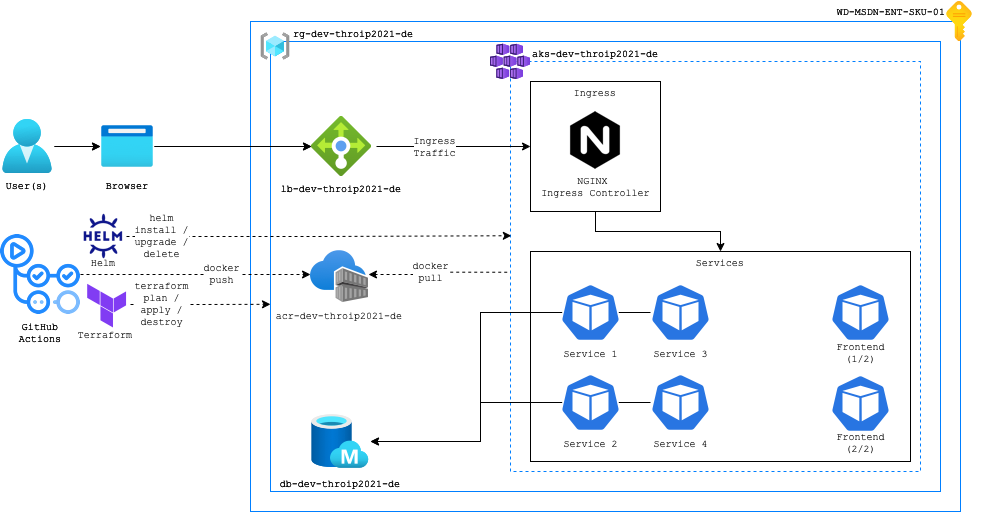 WD-MSDN-ENT-SKU-01
rg-dev-throip2021-de
aks-dev-throip2021-de
Ingress
N
NGINX
Ingress Controller
Ingress
Traffic
User(s)
Browser
lb-dev-throip2021-de
HELM
Helm
helm
install /
upgrade /
delete
docker
push
docker
pull
terraform
plan /
apply /
destroy
GitHub
Actions
Terraform
acr-dev-throip2021-de
Services
Service 1
Service 3
Frontend
(1/2)
Service 2
Service 4
Frontend
(2/2)
M
db-dev-throip2021-de